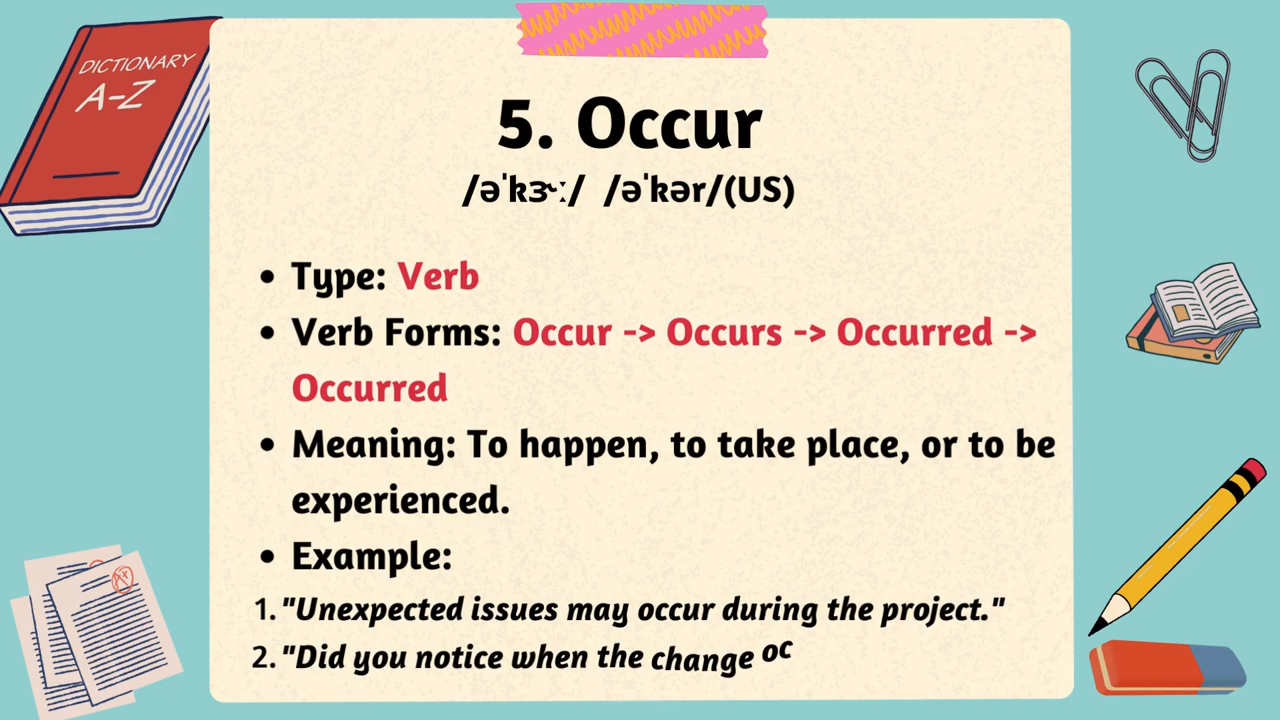 DICTIONARY
A-Z
5. Occur
/əˈkɝː/ /əˈkər/(US)
• Type: Verb
• Verb Forms: Occur -> Occurs -> Occurred ->
Occurred
• Meaning: To happen, to take place, or to be
experienced.
• Example:
1. "Unexpected issues may occur during the project."
2. "Did you notice when the change oc
A+